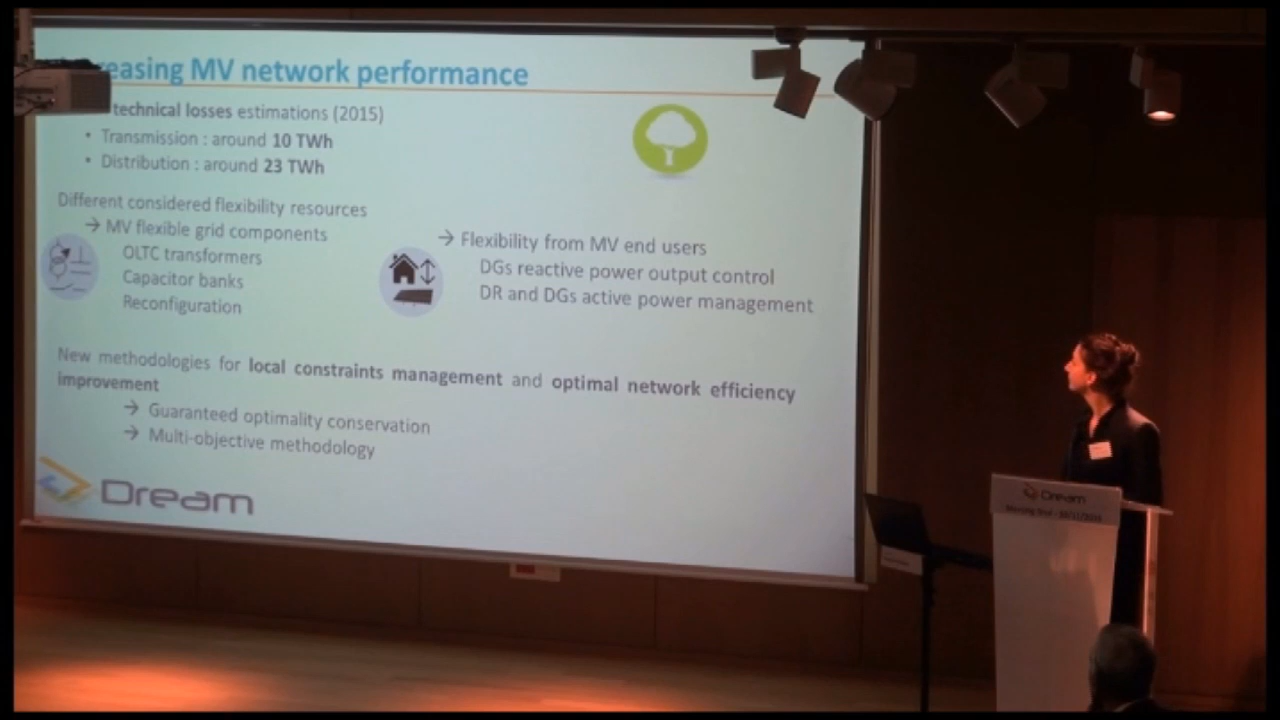 reasing MV network performance
technical losses estimations (2015)
• Transmission : around 10 TWh
• Distribution : around 23 TWh
Different considered flexibility resources
→ MV flexible grid components
OLTC transformers
Capacitor banks
Reconfiguration
→ Flexibility from MV end users
DGs reactive power output control
DR and DGs active power management
New methodologies for local constraints management and optimal network efficiency
improvement
→ Guaranteed optimality conservation
→ Multi-objective methodology
Dream
Dream